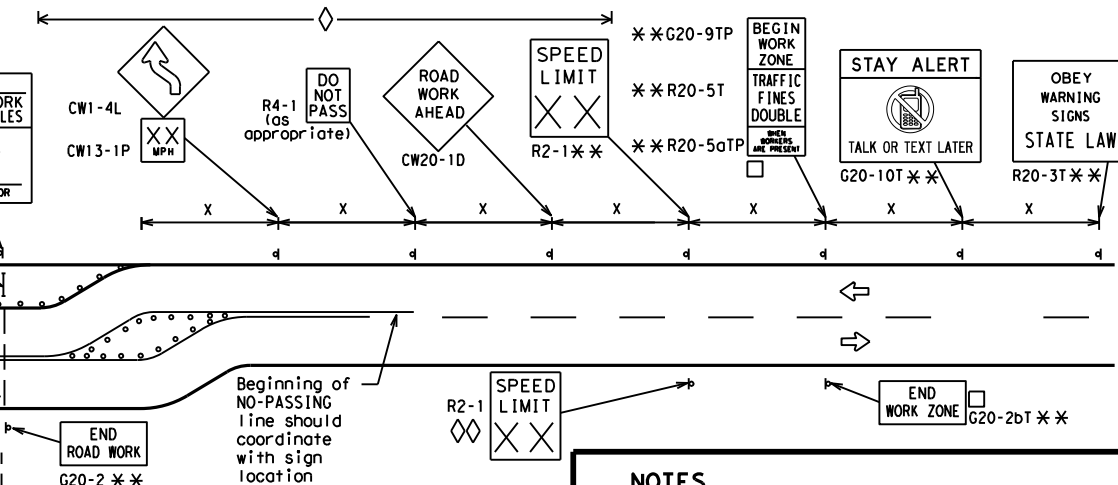 ORK
LES
OR
CW1-4L
CW13-1P
XX
MPH
R4-1
(as
appropriate)
DO
NOT
PASS
ROAD
WORK
AHEAD
CW20-1D
SPEED
LIMIT
XX
R2-1**
**G20-9TP
**R20-5T
**R20-5aTP
BEGIN
WORK
ZONE
TRAFFIC
FINES
DOUBLE
WHEN
WORKERS
ARE PRESENT
STAY ALERT
TALK OR TEXT LATER
G20-10T**
OBEY
WARNING
SIGNS
STATE LAW
R20-3T**
X X X X X X X
Beginning of
NO-PASSING
line should
coordinate
with sign
location
R2-1
SPEED
LIMIT
XX
END
WORK ZONE
G20-2bT**
END
ROAD WORK
G20-2**
NOTES